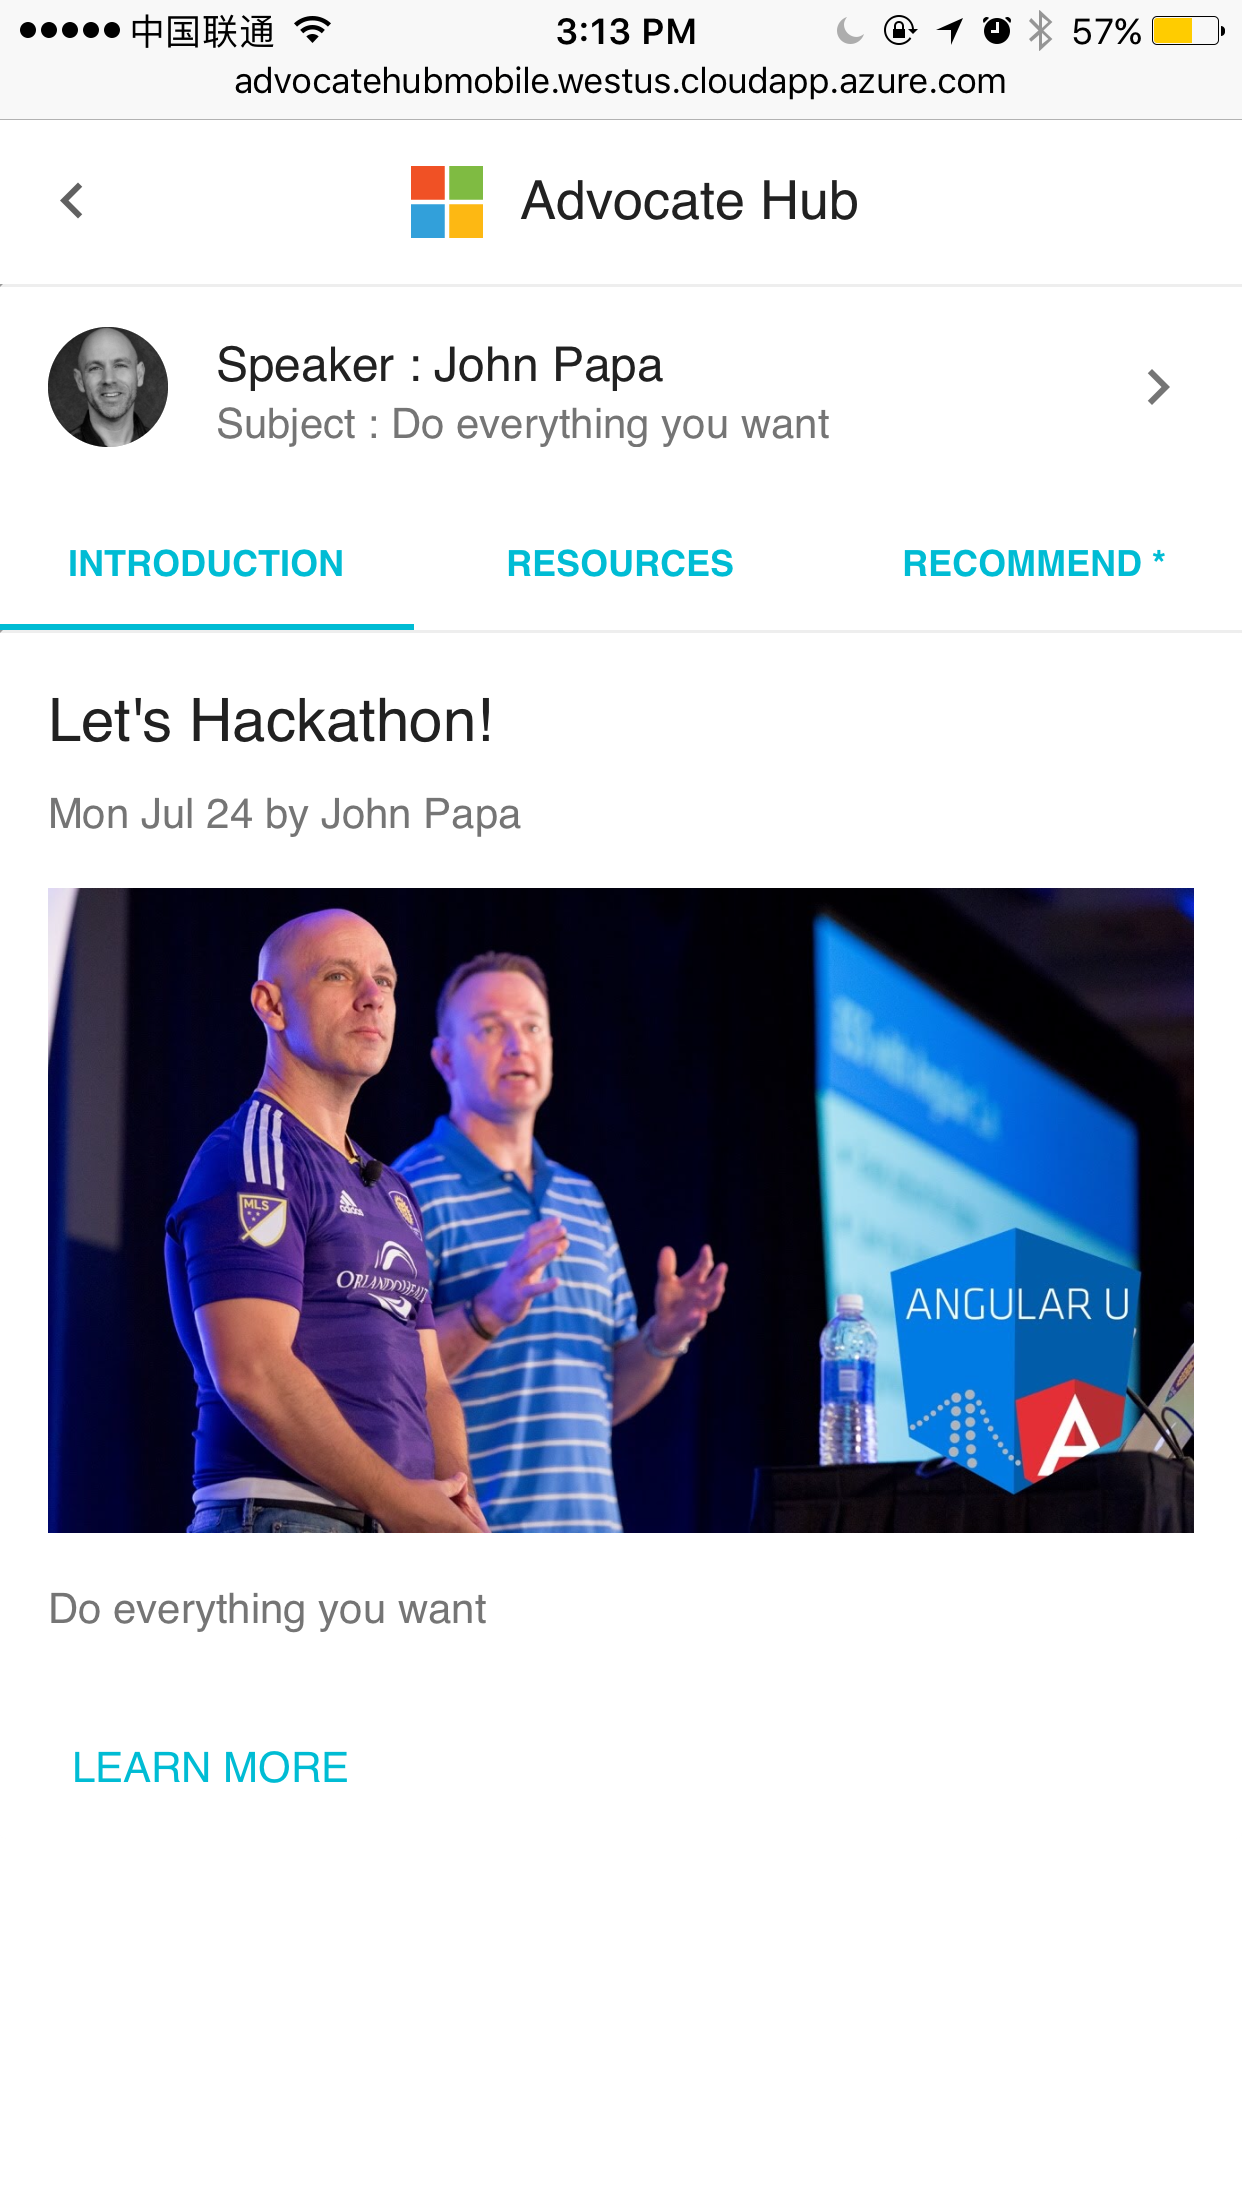 中国联通 3:13 PM 57%
advocatehubmobile.westus.cloudapp.azure.com
Advocate Hub
Speaker : John Papa
Subject : Do everything you want
INTRODUCTION RESOURCES RECOMMEND *
Let's Hackathon!
Mon Jul 24 by John Papa
MLS
adidas
ANGULAR U
Do everything you want
LEARN MORE